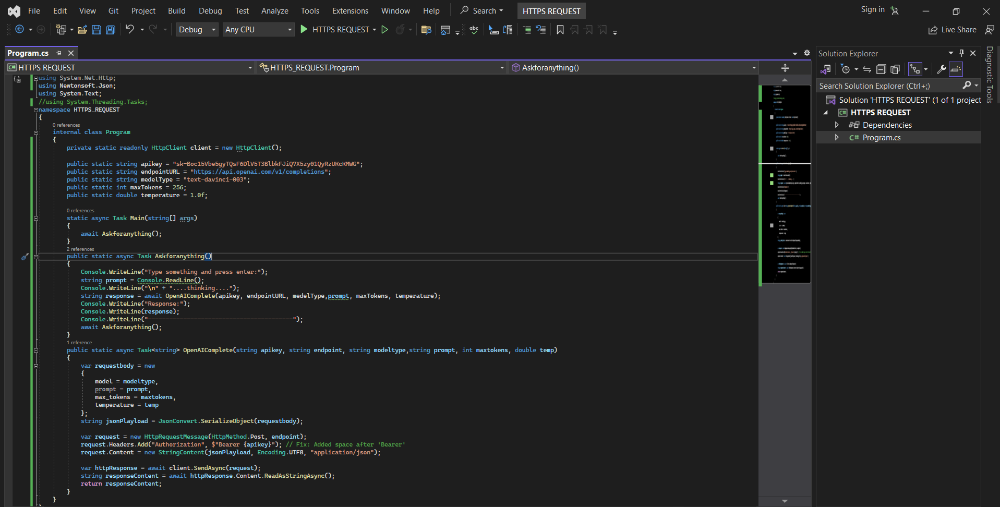 File Edit View Git Project Build Debug Test Analyze Tools Extensions Window Help Search HTTPS REQUEST Sign in
Debug Any CPU HTTPS REQUEST abc Live Share
Program.cs
HTTPS REQUEST HTTPS_REQUEST.Program Askforanything()
using System.Net.Http;
using Newtonsoft.Json;
using System.Text;
//using System.Threading.Tasks;
namespace HTTPS_REQUEST
{
0 references
internal class Program
{
private static readonly HttpClient client = new HttpClient();
public static string apikey = "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";
public static string endpointURL = "https://api.openai.com/v1/completions";
public static string medelType = "text-davinci-003";
public static int maxTokens = 256;
public static double temperature = 1.0f;
0 references
static async Task Main(string[] args)
{
await Askforanything();
}
2 references
public static async Task Askforanything()
{
Console.WriteLine("Type something and press enter:");
string prompt = Console.ReadLine();
Console.WriteLine("\n" + "....thinking....");
string response = await OpenAIComplete(apikey, endpointURL, medelType,prompt, maxTokens, temperature);
Console.WriteLine("Response:");
Console.WriteLine(response);
Console.WriteLine("-----------------------------------------");
await Askforanything();
}
1 reference
public static async Task<string> OpenAIComplete(string apikey, string endpoint, string modeltype,string prompt, int maxtokens, double temp)
{
var requestbody = new
{
model = modeltype,
prompt = prompt,
max_tokens = maxtokens,
temperature = temp
};
string jsonPlayload = JsonConvert.SerializeObject(requestbody);
var request = new HttpRequestMessage(HttpMethod.Post, endpoint);
request.Headers.Add("Authorization", $"Bearer {apikey}"); // Fix: Added space after 'Bearer'
request.Content = new StringContent(jsonPlayload, Encoding.UTF8, "application/json");
var httpResponse = await client.SendAsync(request);
string responseContent = await httpResponse.Content.ReadAsStringAsync();
return responseContent;
}
}
Solution Explorer
Search Solution Explorer (Ctrl+;)
Solution 'HTTPS REQUEST' (1 of 1 project
C# HTTPS REQUEST
Dependencies
C# Program.cs
Diagnostic Tools